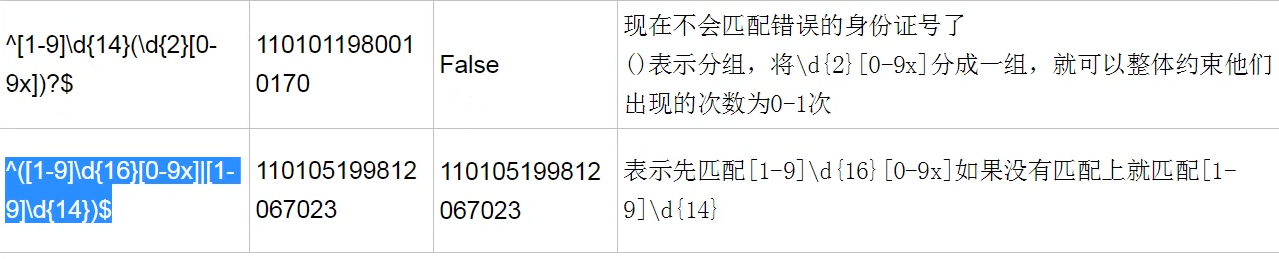 ^[1-9]\d{14}(\d{2}[0-
9x])?$
110101198001
0170
False
现在不会匹配错误的身份证号了
()表示分组，将\d{2}[0-9x]分成一组，就可以整体约束他们
出现的次数为0-1次
^([1-9]\d{16}[0-9x]|[1-
9]\d{14})$
110105199812
067023
110105199812
067023
表示先匹配[1-9]\d{16}[0-9x]如果没有匹配上就匹配[1-
9]\d{14}